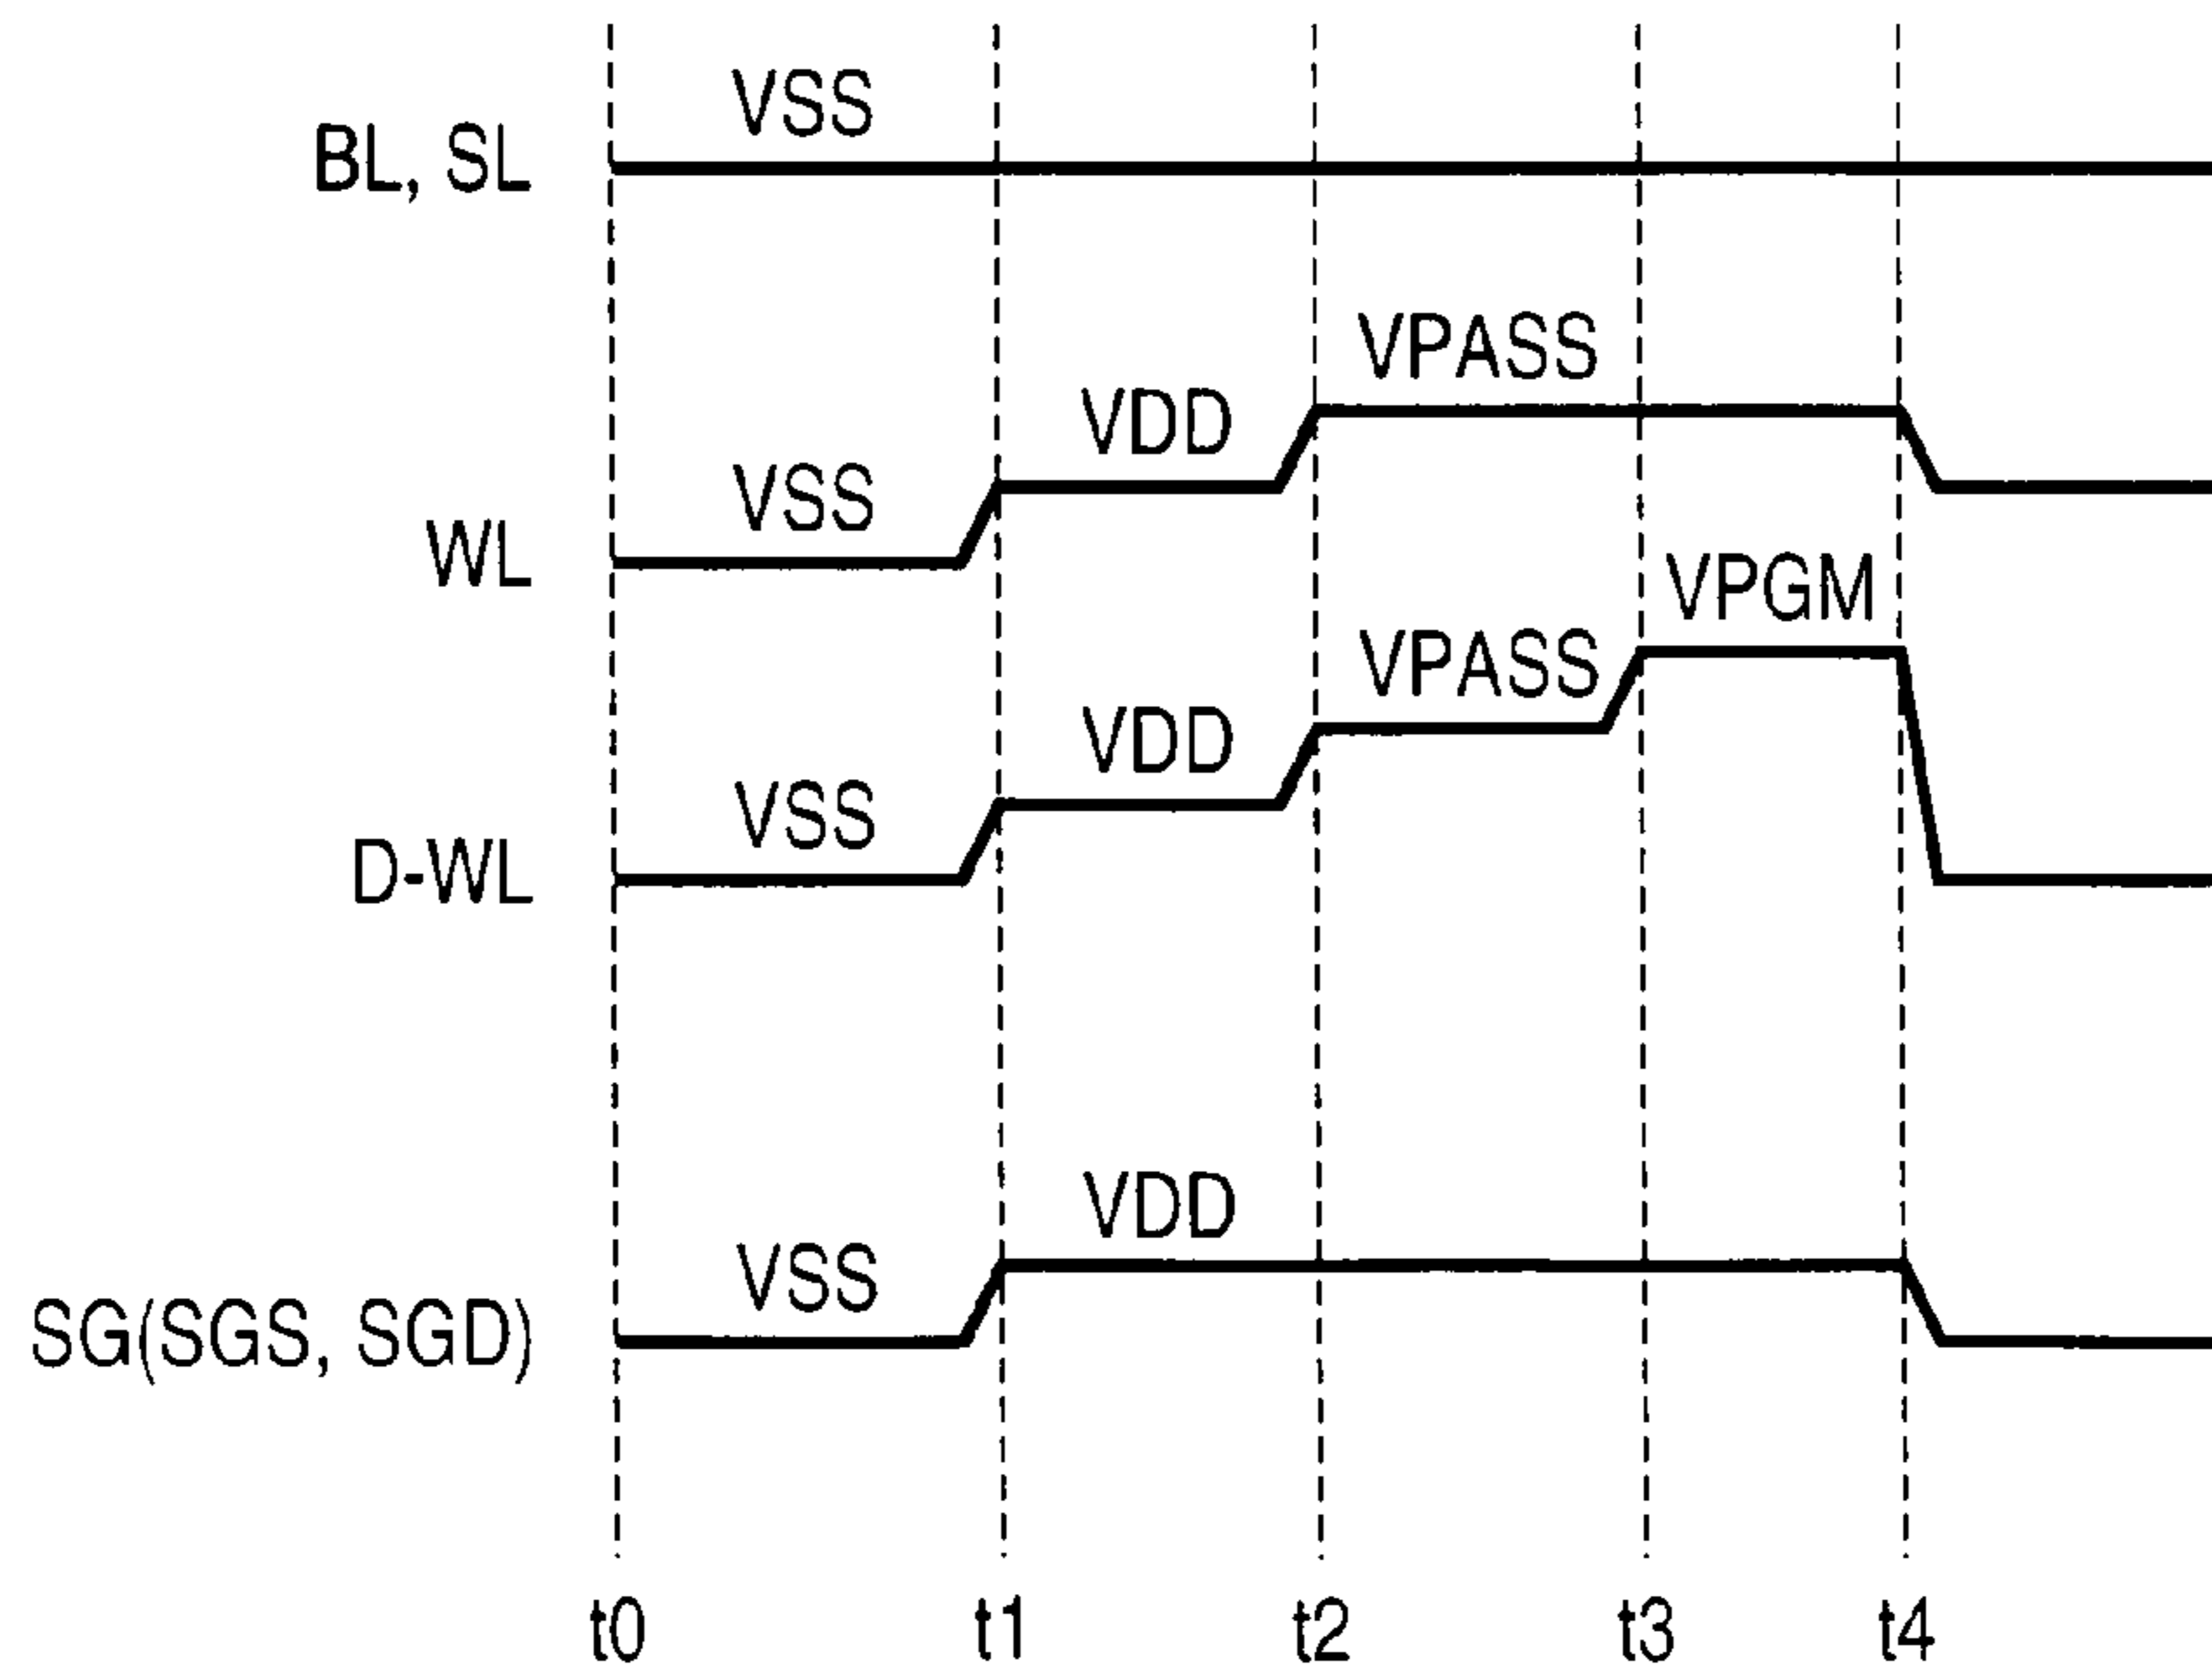 VSS
BL, SL
VPASS
VDD
VSS
WL
VPGM
VPASS
VDD
VSS
D-WL
VDD
VSS
SG(SGS, SGD)
t0 t1 t2 t3 t4